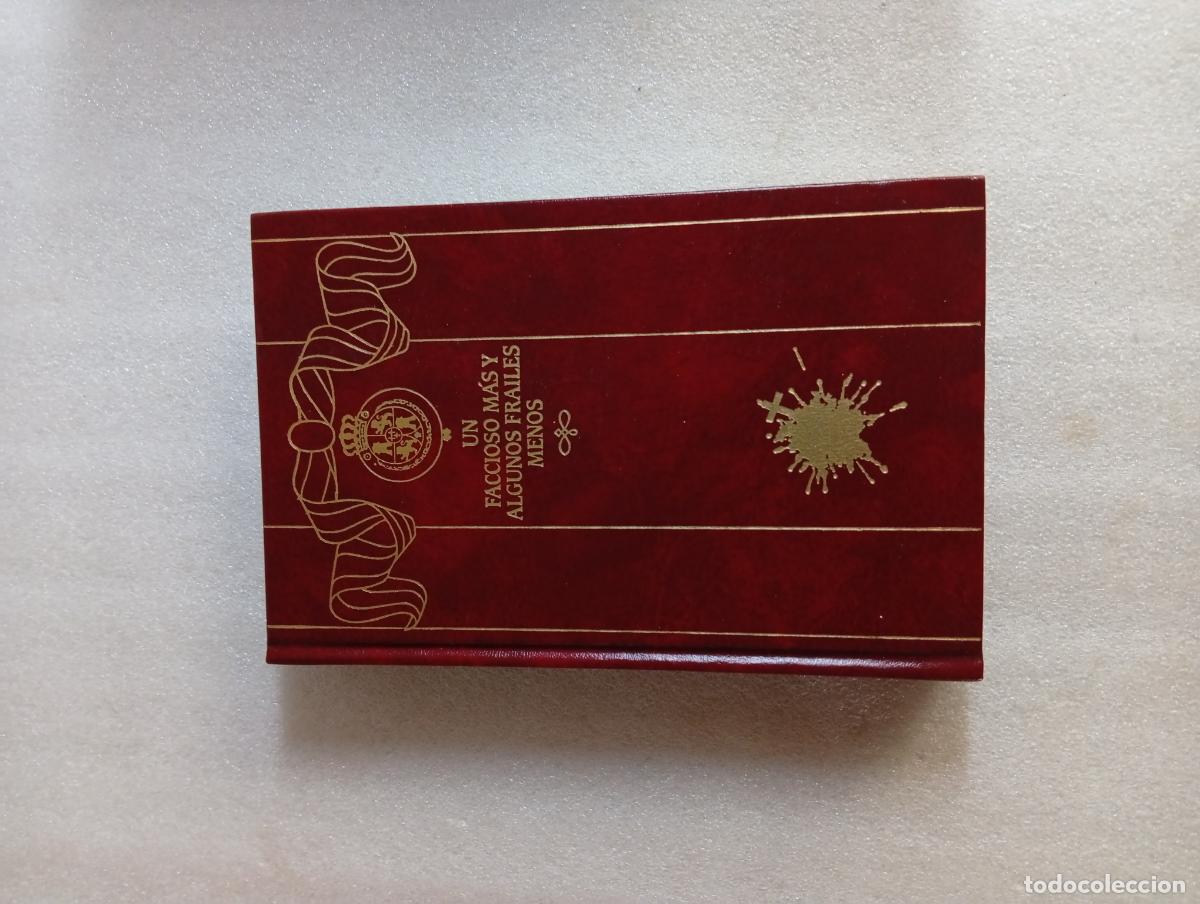 UN
FACCIOSO MÁS Y
ALGUNOS FRAILES
MENOS
todocoleccion